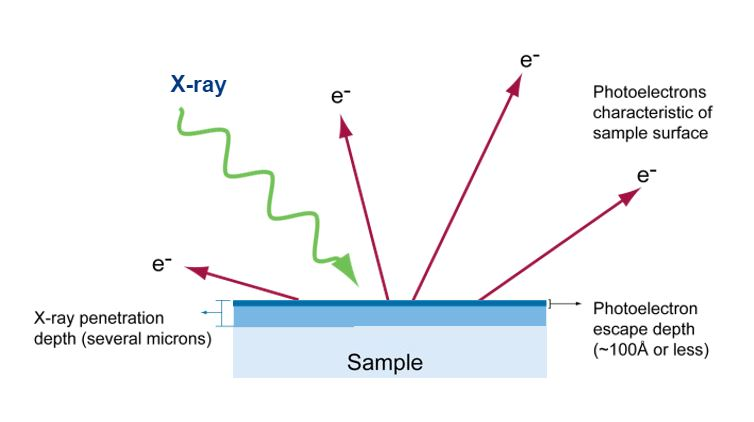 X-ray
e-
e-
Photoelectrons
characteristic of
sample surface
e-
e-
X-ray penetration
depth (several microns)
Photoelectron
escape depth
(~100Å or less)
Sample